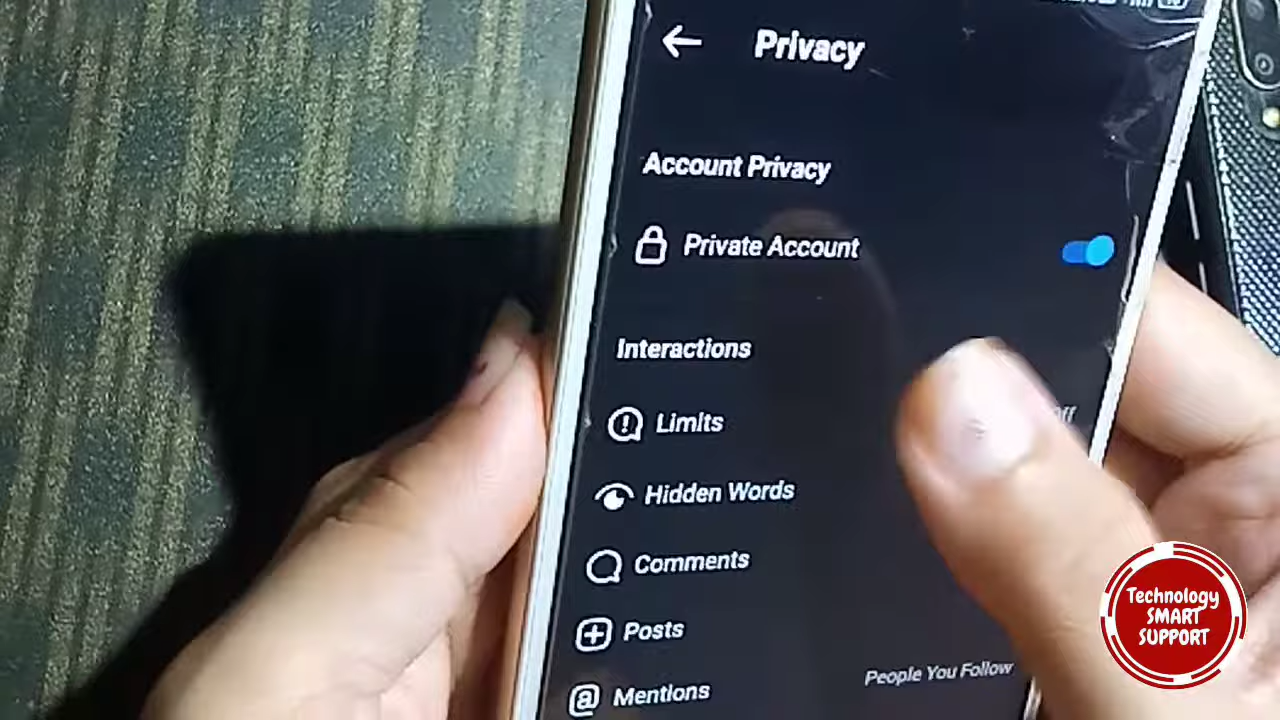 Privacy
Account Privacy
Private Account
Interactions
Limits
Hidden Words
Comments
Posts
Mentions
People You Follow
Technology
SMART
SUPPORT